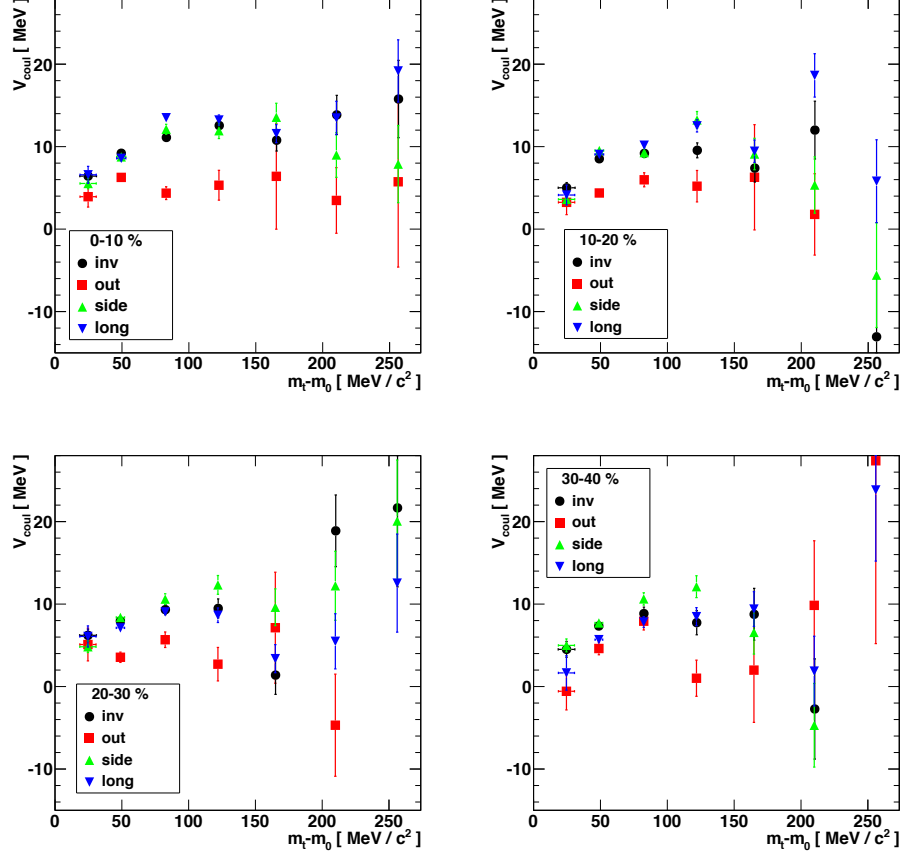 V_coul [ MeV ]
20
10
0
-10
0-10 %
inv
out
side
long
0 50 100 150 200 250
m_t-m_0 [ MeV / c^2 ]
V_coul [ MeV ]
20
10
0
-10
10-20 %
inv
out
side
long
0 50 100 150 200 250
m_t-m_0 [ MeV / c^2 ]
V_coul [ MeV ]
20
10
0
-10
20-30 %
inv
out
side
long
0 50 100 150 200 250
m_t-m_0 [ MeV / c^2 ]
V_coul [ MeV ]
20
10
0
-10
30-40 %
inv
out
side
long
0 50 100 150 200 250
m_t-m_0 [ MeV / c^2 ]